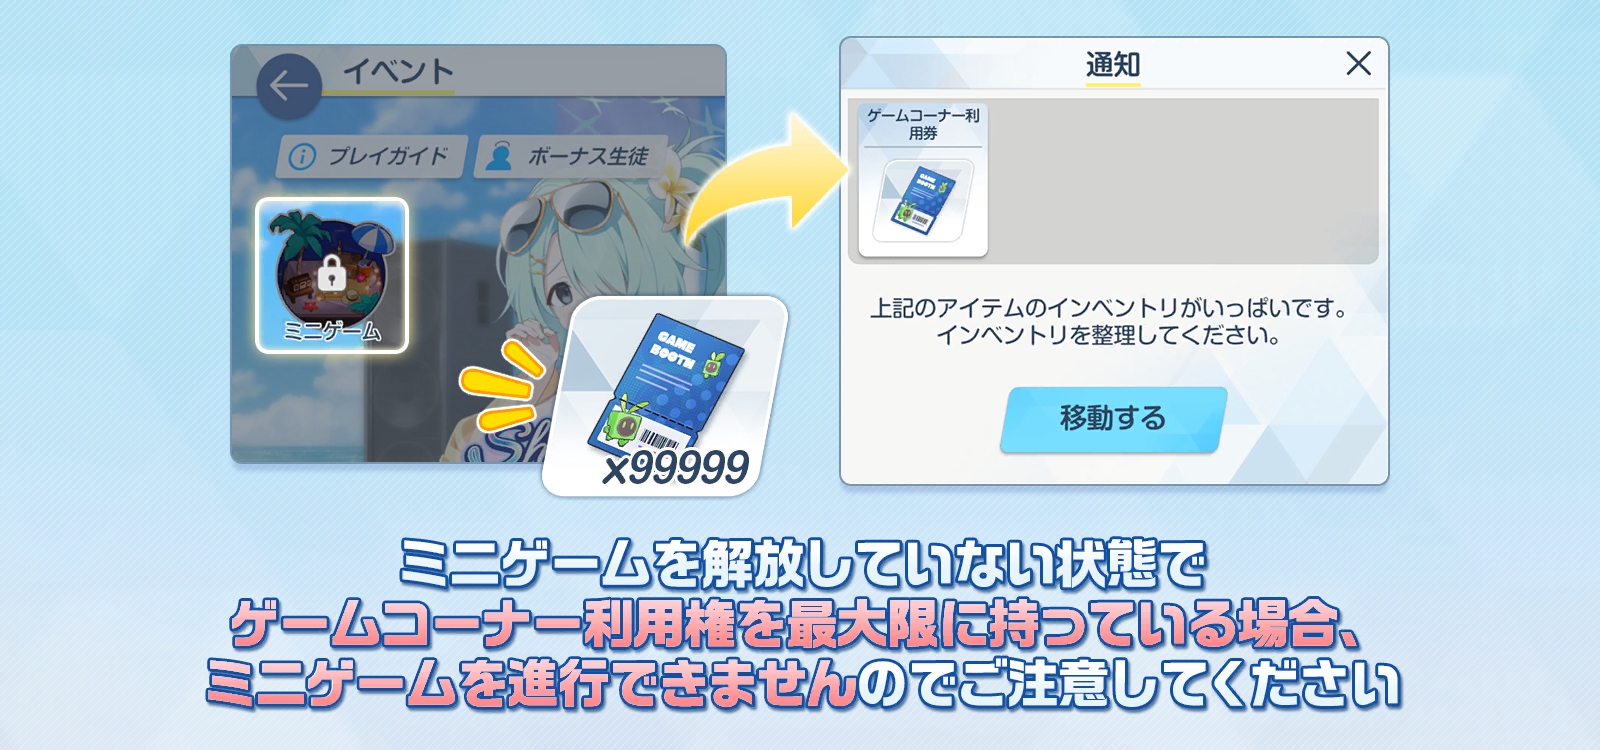 イベント
プレイガイド
ボーナス生徒
ミニゲーム
GAME
BOOTH
x99999
Sh
通知
ゲームコーナー利
用券
GAME
BOOTH
上記のアイテムのインベントリがいっぱいです。
インベントリを整理してください。
移動する
ミニゲームを解放していない状態で
ゲームコーナー利用権を最大限に持っている場合、
ミニゲームを進行できませんのでご注意してください